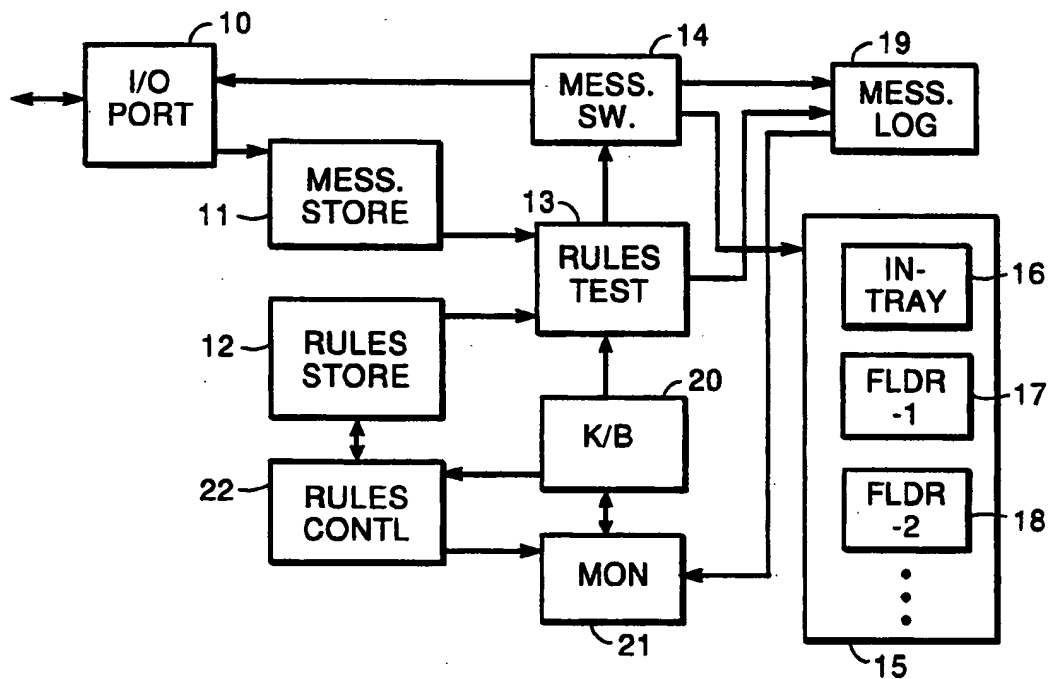 10
I/O
PORT
14
MESS.
SW.
19
MESS.
LOG
11
MESS.
STORE
13
RULES
TEST
IN-
TRAY
16
12
RULES
STORE
20
K/B
FLDR
-1
17
22
RULES
CONTL
FLDR
-2
18
MON
21
15